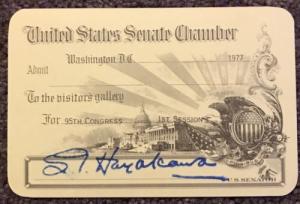 United States Senate Chamber
Washington, D.C. 1977
Admit
To the visitors gallery
For 95TH CONGRESS 1ST SESSION
S. I. Hayakawa
U.S. SENATOR